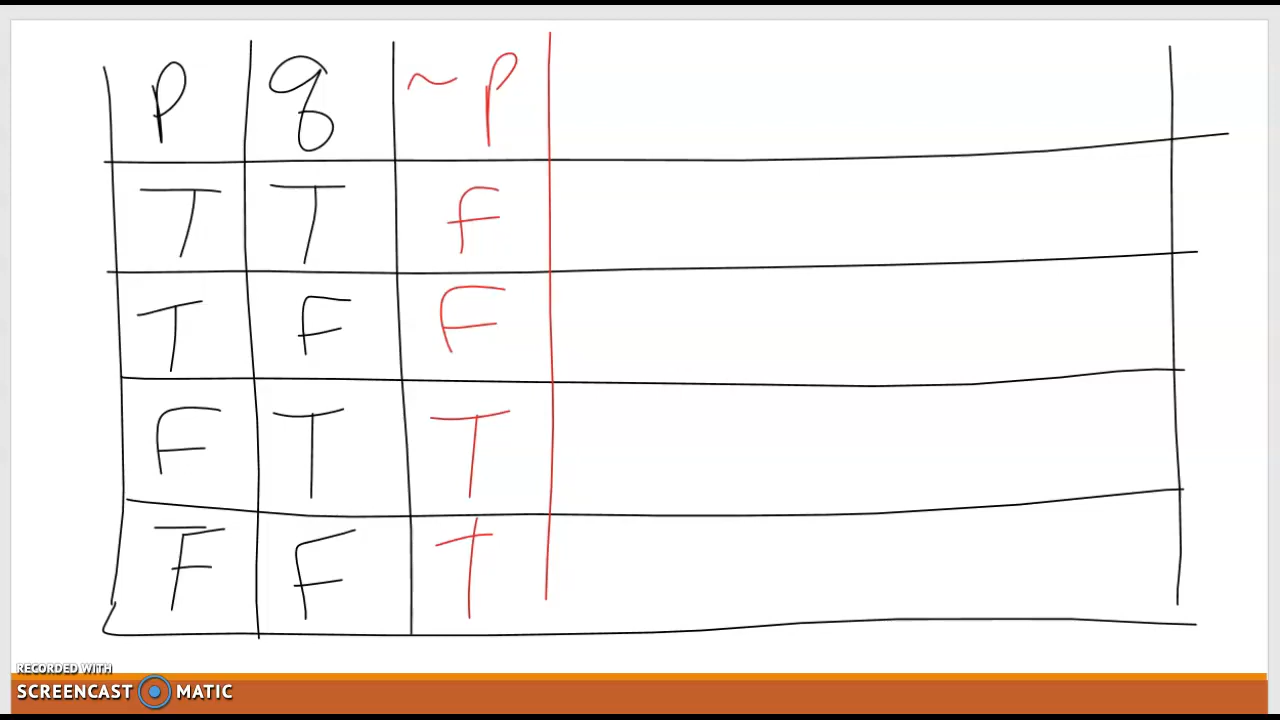 p q ~p
T T F
T F F
F T T
F F T
RECORDED WITH
SCREENCAST MATIC